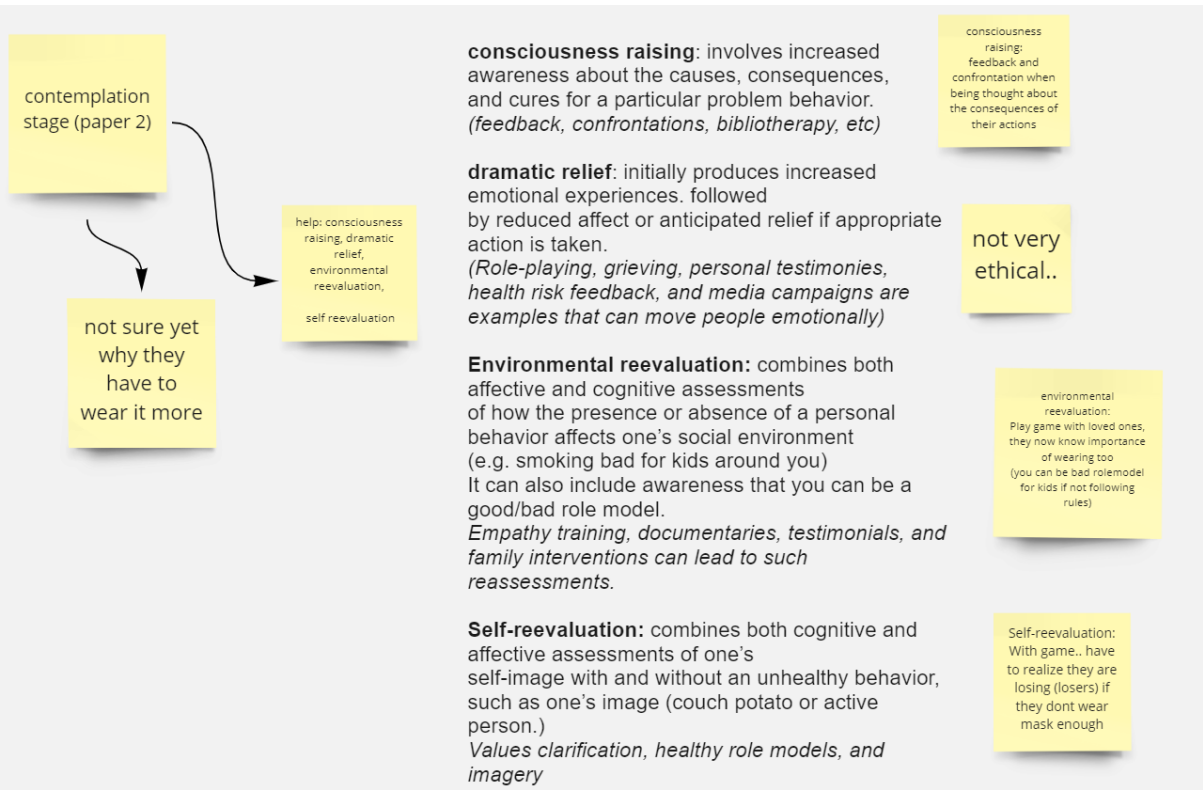 contemplation
stage (paper 2)
not sure yet
why they
have to
wear it more
help: consciousness
raising, dramatic
relief,
environmental
reevaluation,
self reevaluation
consciousness raising: involves increased
awareness about the causes, consequences,
and cures for a particular problem behavior.
(feedback, confrontations, bibliotherapy, etc)
consciousness
raising:
feedback and
confrontation when
being thought about
the consequences of
their actions
dramatic relief: initially produces increased
emotional experiences. followed
by reduced affect or anticipated relief if appropriate
action is taken.
(Role-playing, grieving, personal testimonies,
health risk feedback, and media campaigns are
examples that can move people emotionally)
not very
ethical..
Environmental reevaluation: combines both
affective and cognitive assessments
of how the presence or absence of a personal
behavior affects one’s social environment
(e.g. smoking bad for kids around you)
It can also include awareness that you can be a
good/bad role model.
Empathy training, documentaries, testimonials, and
family interventions can lead to such
reassessments.
environmental
reevaluation:
Play game with loved ones,
they now know importance
of wearing too
(you can be bad rolemodel
for kids if not following
rules)
Self-reevaluation: combines both cognitive and
affective assessments of one’s
self-image with and without an unhealthy behavior,
such as one’s image (couch potato or active
person.)
Values clarification, healthy role models, and
imagery
Self-reevaluation:
With game.. have
to realize they are
losing (losers) if
they dont wear
mask enough